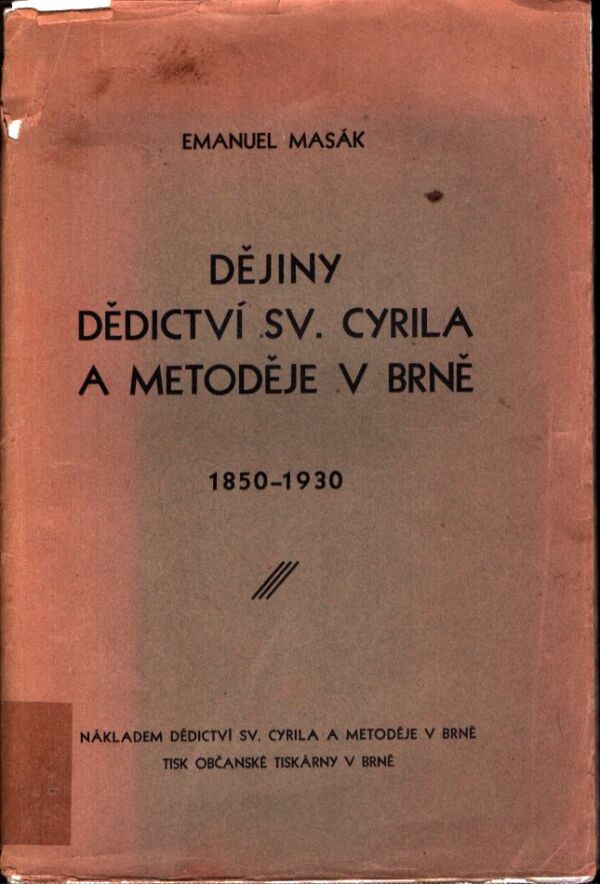 EMANUEL MASÁK
DĚJINY
DĚDICTVÍ SV. CYRILA
A METODĚJE V BRNĚ
1850-1930
NÁKLADEM DĚDICTVÍ SV. CYRILA A METODĚJE V BRNĚ
TISK OBČANSKÉ TISKÁRNY V BRNĚ